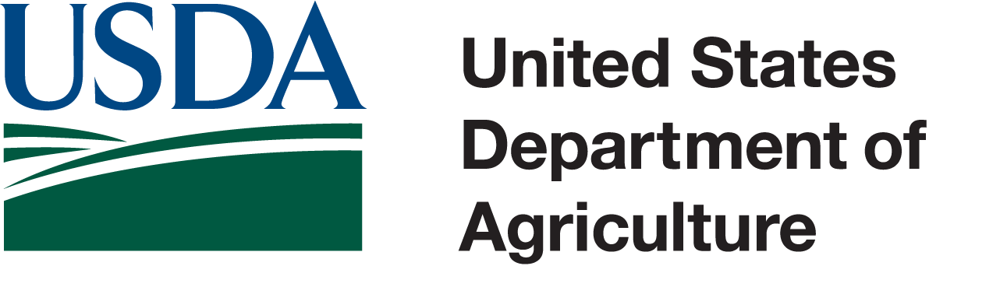 USDA
United States
Department of
Agriculture